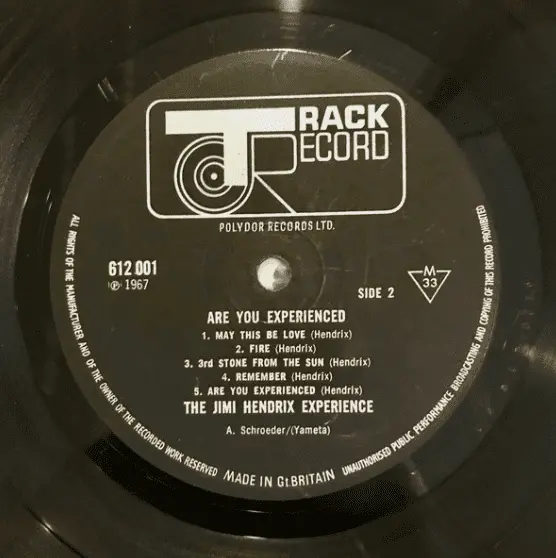 TRACK
RECORD
POLYDOR RECORDS LTD.
612 001
℗ 1967
SIDE 2
M
33
ARE YOU EXPERIENCED
1. MAY THIS BE LOVE (Hendrix)
2. FIRE (Hendrix)
3. 3rd STONE FROM THE SUN (Hendrix)
4. REMEMBER (Hendrix)
5. ARE YOU EXPERIENCED (Hendrix)
THE JIMI HENDRIX EXPERIENCE
A. Schroeder/(Yameta)
ALL RIGHTS OF THE MANUFACTURER AND OF THE OWNER OF THE RECORDED WORK RESERVED
MADE IN Gt.BRITAIN
UNAUTHORISED PUBLIC PERFORMANCE BROADCASTING AND COPYING OF THIS RECORD PROHIBITED